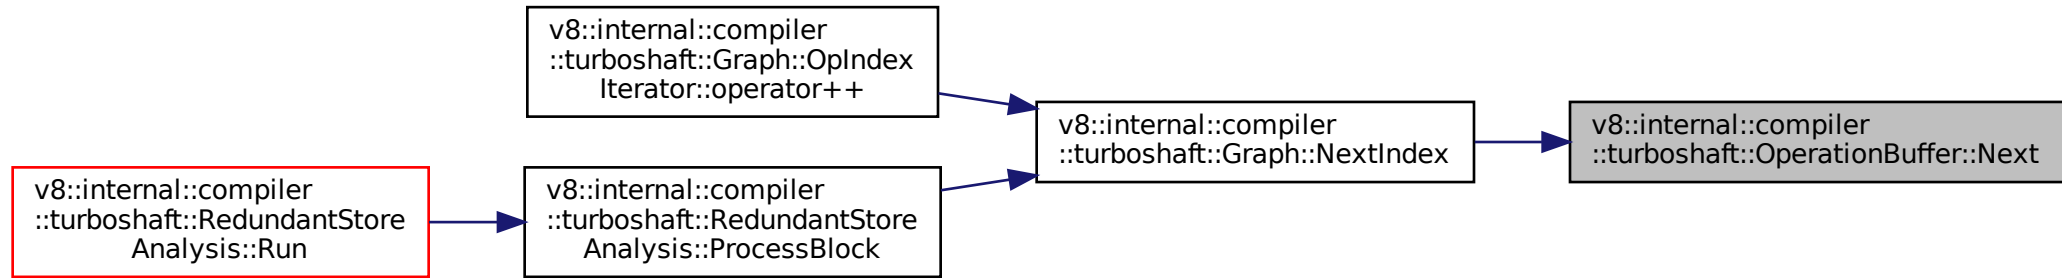 v8::internal::compiler
::turboshaft::Graph::OpIndex
Iterator::operator++
v8::internal::compiler
::turboshaft::RedundantStore
Analysis::Run
v8::internal::compiler
::turboshaft::RedundantStore
Analysis::ProcessBlock
v8::internal::compiler
::turboshaft::Graph::NextIndex
v8::internal::compiler
::turboshaft::OperationBuffer::Next